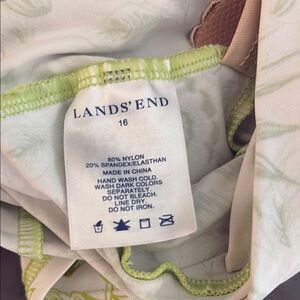 LANDS' END
16
80% NYLON
20% SPANDEX/ELASTHAN
MADE IN CHINA
HAND WASH COLD.
WASH DARK COLORS
SEPARATELY
DO NOT BLEACH.
LINE DRY.
DO NOT IRON.